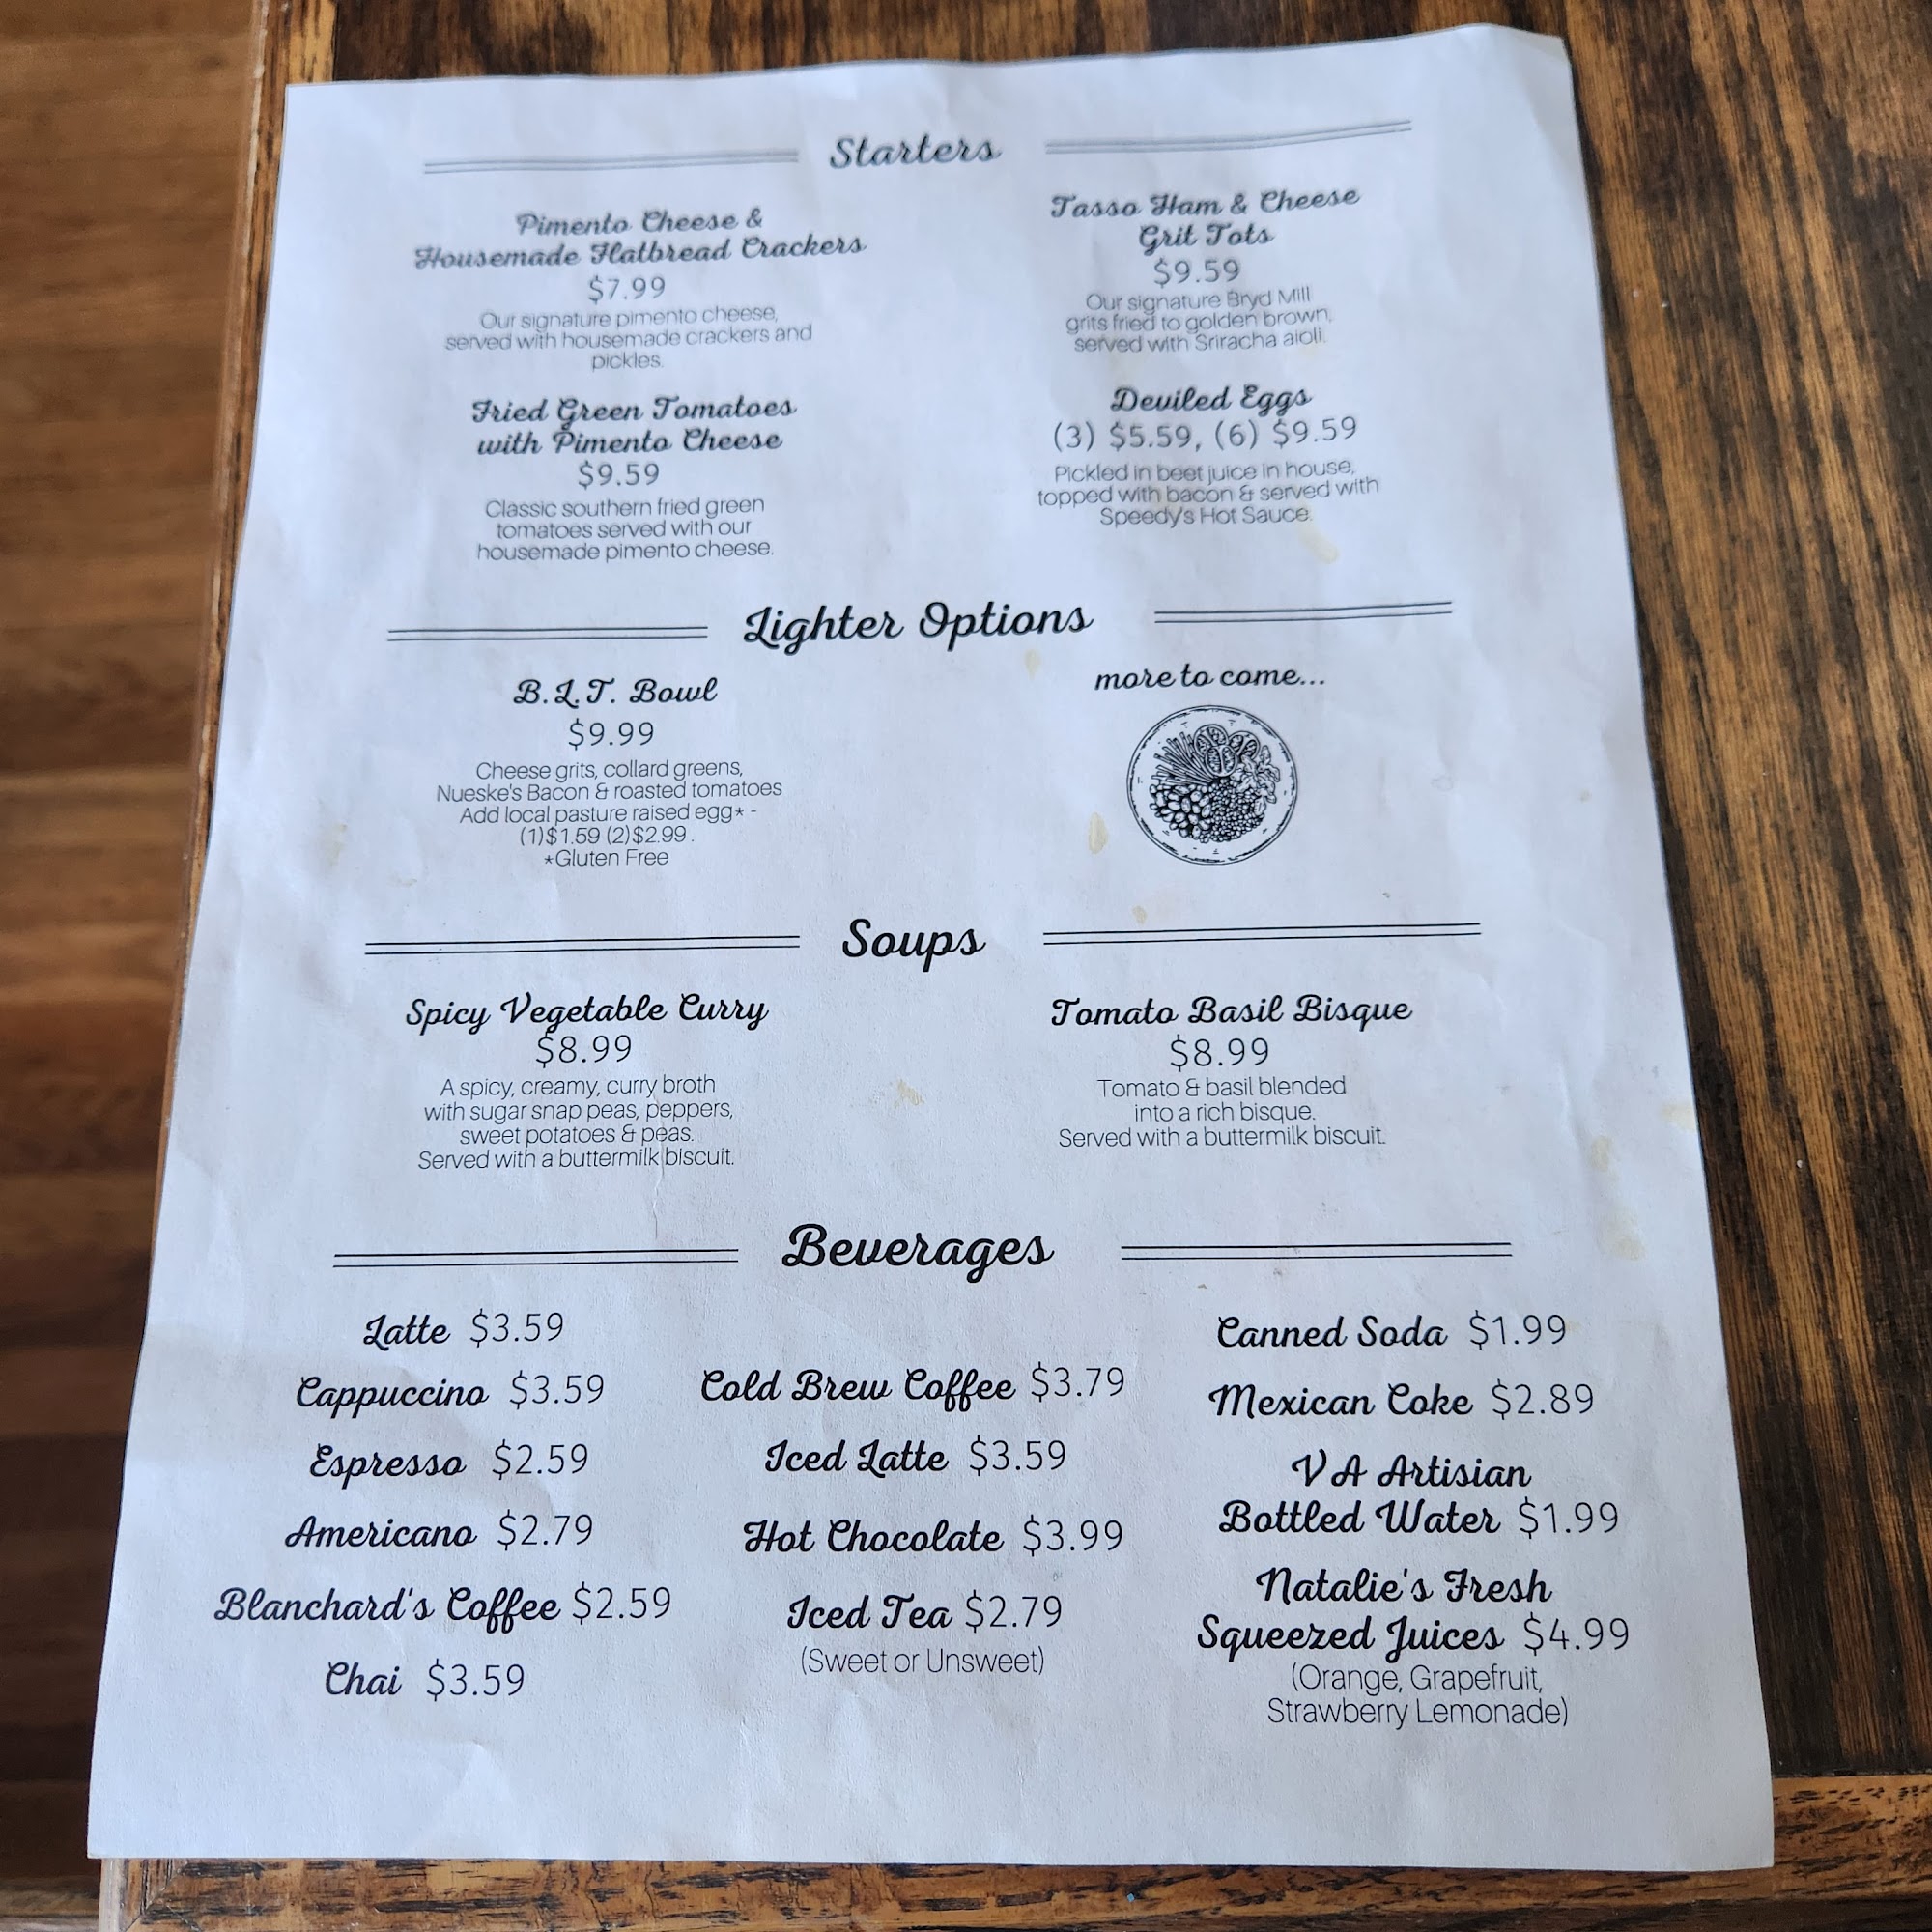 Starters
Pimento Cheese &
Housemade Flatbread Crackers
$7.99
Our signature pimento cheese,
served with housemade crackers and
pickles.
Tasso Ham & Cheese
Grit Tots
$9.59
Our signature Bryd Mill
grits fried to golden brown,
served with Sriracha aioli.
Fried Green Tomatoes
with Pimento Cheese
$9.59
Classic southern fried green
tomatoes served with our
housemade pimento cheese.
Deviled Eggs
(3) $5.59, (6) $9.59
Pickled in beet juice in house,
topped with bacon & served with
Speedy's Hot Sauce.
Lighter Options
B.L.T. Bowl
$9.99
Cheese grits, collard greens,
Nueske's Bacon & roasted tomatoes
Add local pasture raised egg* -
(1)$1.59 (2)$2.99.
*Gluten Free
more to come...
Soups
Spicy Vegetable Curry
$8.99
A spicy, creamy, curry broth
with sugar snap peas, peppers,
sweet potatoes & peas.
Served with a buttermilk biscuit.
Tomato Basil Bisque
$8.99
Tomato & basil blended
into a rich bisque.
Served with a buttermilk biscuit.
Beverages
Latte $3.59
Cappuccino $3.59
Espresso $2.59
Americano $2.79
Blanchard's Coffee $2.59
Chai $3.59
Cold Brew Coffee $3.79
Iced Latte $3.59
Hot Chocolate $3.99
Iced Tea $2.79
(Sweet or Unsweet)
Canned Soda $1.99
Mexican Coke $2.89
VA Artisian
Bottled Water $1.99
Natalie's Fresh
Squeezed Juices $4.99
(Orange, Grapefruit,
Strawberry Lemonade)